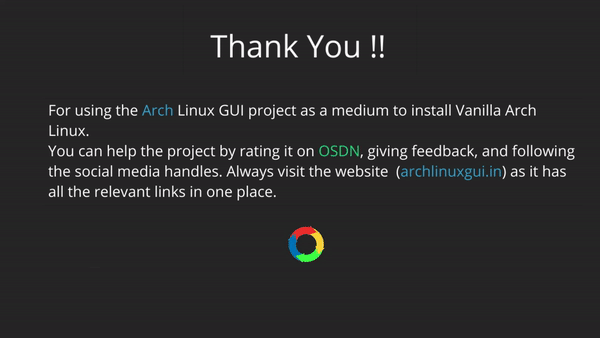 Thank You !!
For using the Arch Linux GUI project as a medium to install Vanilla Arch
Linux.
You can help the project by rating it on OSDN, giving feedback, and following
the social media handles. Always visit the website (archlinuxgui.in) as it has
all the relevant links in one place.